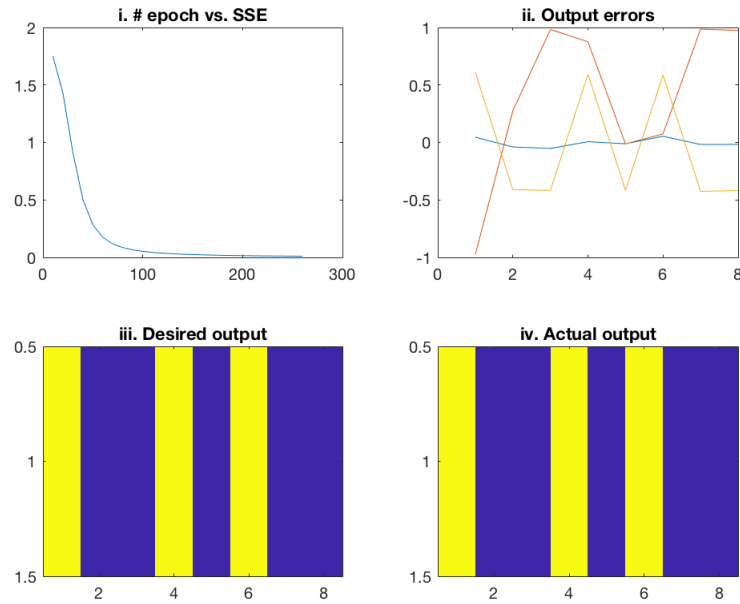 i. # epoch vs. SSE
2
1.5
1
0.5
0
0 100 200 300
ii. Output errors
1
0.5
0
-0.5
-1
0 2 4 6 8
iii. Desired output
0.5
1
1.5
2 4 6 8
iv. Actual output
0.5
1
1.5
2 4 6 8